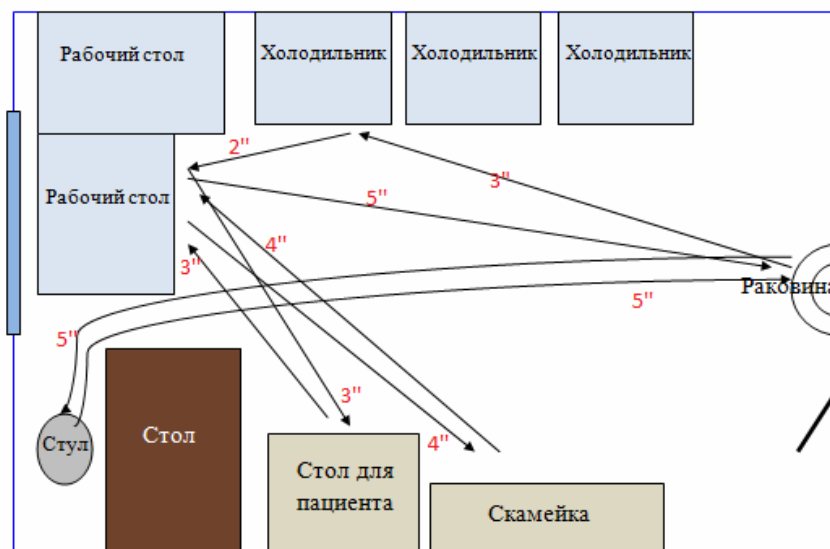 Рабочий стол
Холодильник
Холодильник
Холодильник
2"
3"
Рабочий стол
5"
4"
3"
Раковина
5"
5"
3"
Стул
Стол
4"
Стол для
пациента
Скамейка